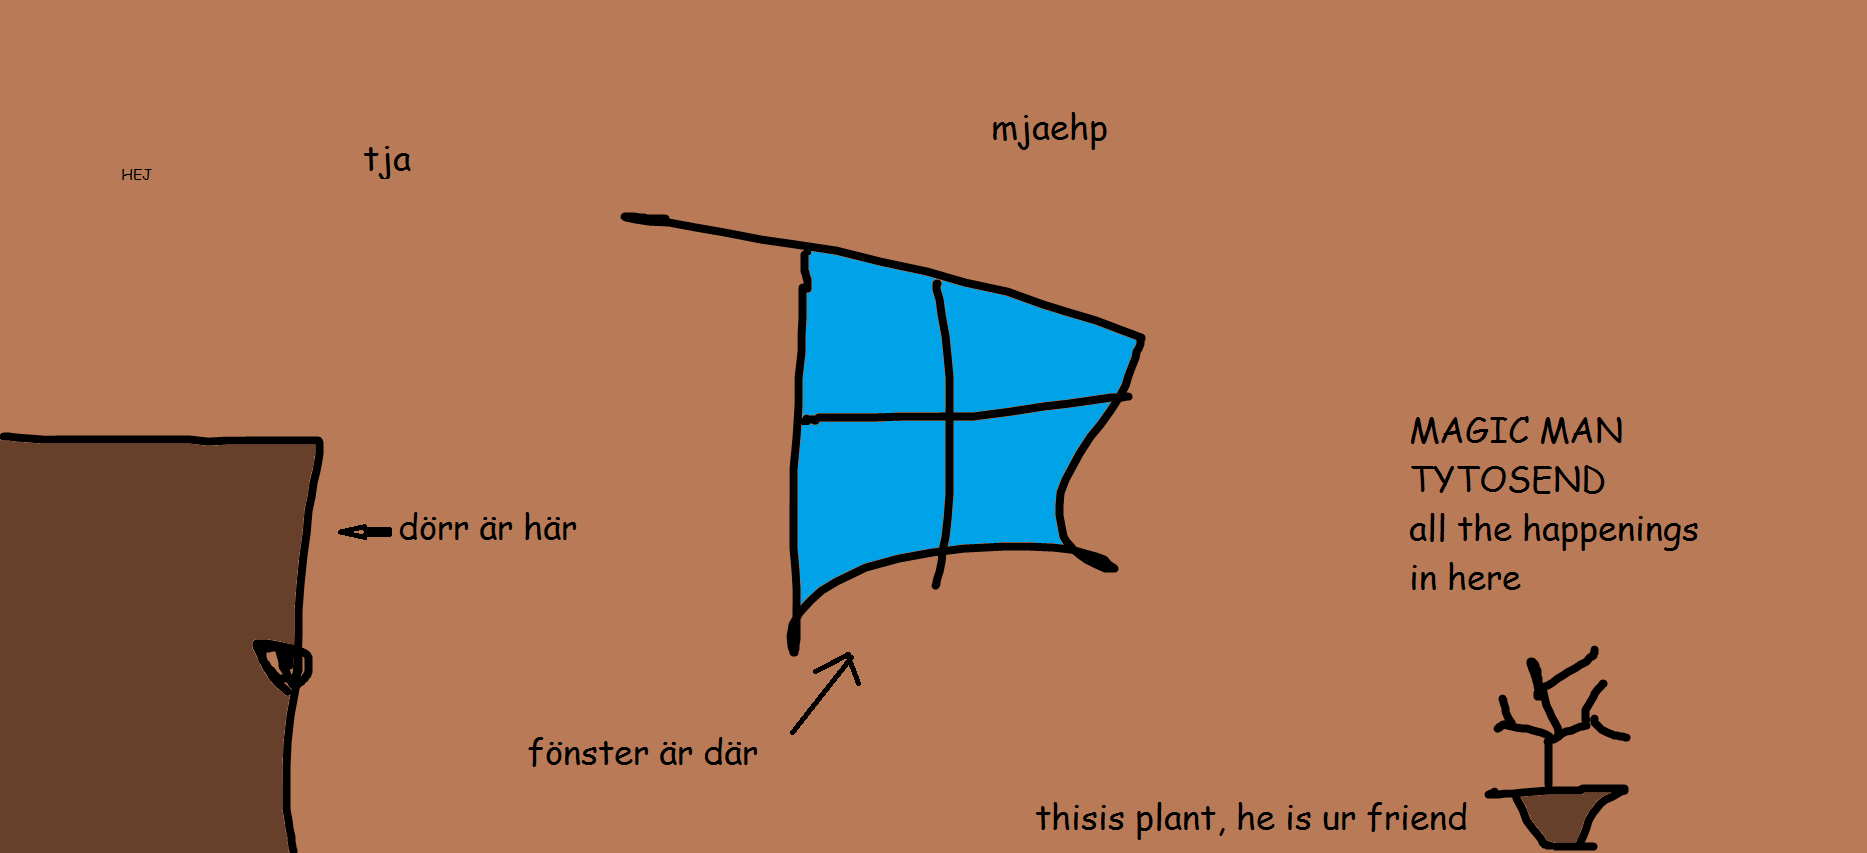 mjaehp
tja
HEJ
MAGIC MAN
TYTOSEND
all the happenings
in here
dörr är här
fönster är där
thisis plant, he is ur friend